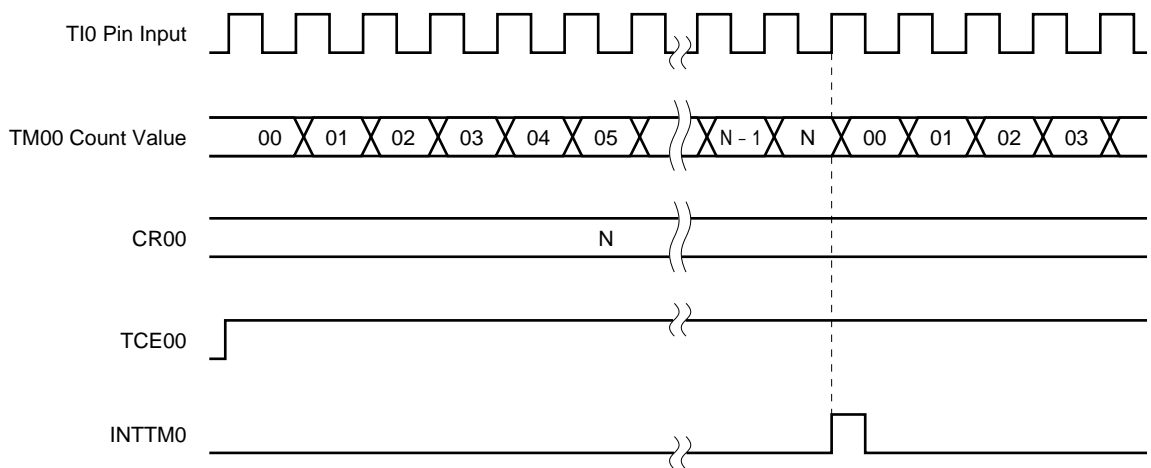 TI0 Pin Input
TM00 Count Value 00 01 02 03 04 05 N - 1 N 00 01 02 03
CR00 N
TCE00
INTTM0